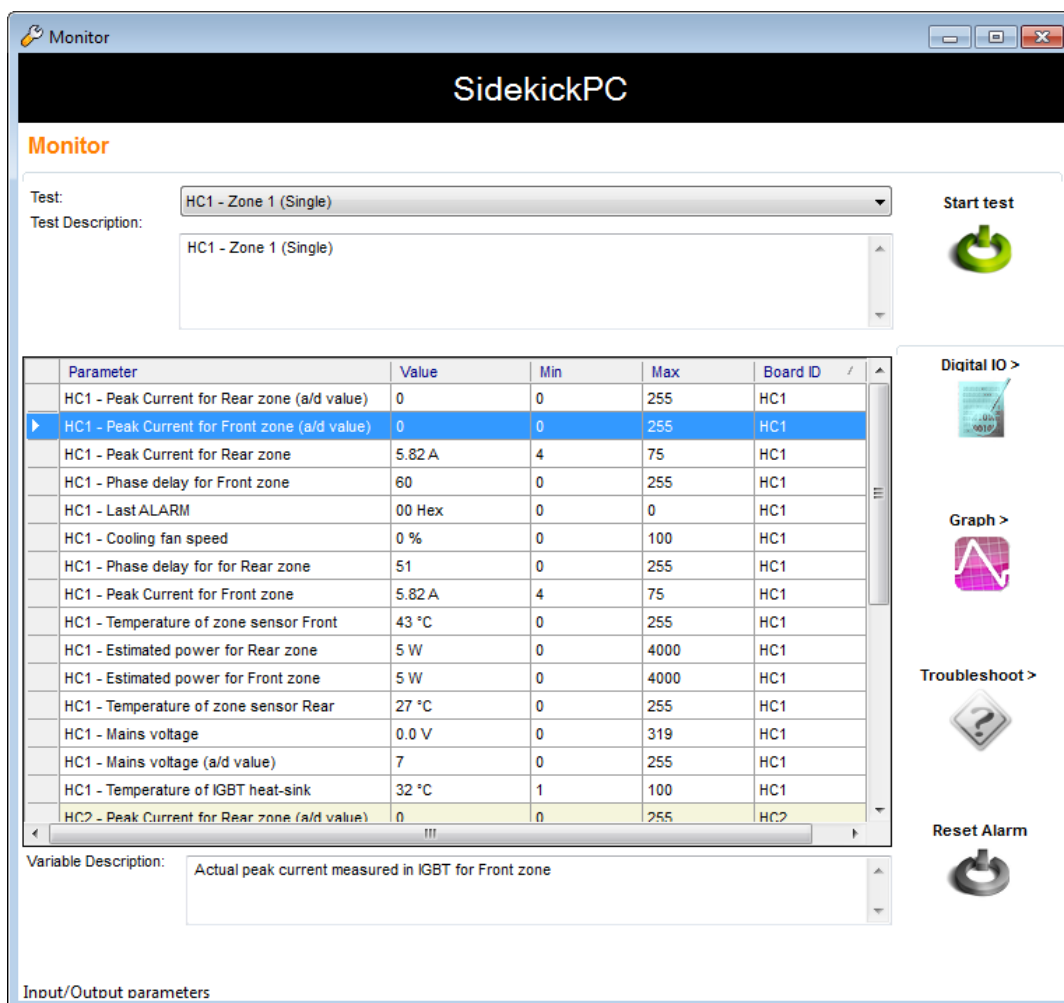 Monitor
SidekickPC
Monitor
Test:
HC1 - Zone 1 (Single)
Start test
Test Description:
HC1 - Zone 1 (Single)
Parameter Value Min Max Board ID
HC1 - Peak Current for Rear zone (a/d value) 0 0 255 HC1
HC1 - Peak Current for Front zone (a/d value) 0 0 255 HC1
HC1 - Peak Current for Rear zone 5.82 A 4 75 HC1
HC1 - Phase delay for Front zone 60 0 255 HC1
HC1 - Last ALARM 00 Hex 0 0 HC1
HC1 - Cooling fan speed 0 % 0 100 HC1
HC1 - Phase delay for for Rear zone 51 0 255 HC1
HC1 - Peak Current for Front zone 5.82 A 4 75 HC1
HC1 - Temperature of zone sensor Front 43 °C 0 255 HC1
HC1 - Estimated power for Rear zone 5 W 0 4000 HC1
HC1 - Estimated power for Front zone 5 W 0 4000 HC1
HC1 - Temperature of zone sensor Rear 27 °C 0 255 HC1
HC1 - Mains voltage 0.0 V 0 319 HC1
HC1 - Mains voltage (a/d value) 7 0 255 HC1
HC1 - Temperature of IGBT heat-sink 32 °C 1 100 HC1
HC2 - Peak Current for Rear zone (a/d value) 0 0 255 HC2
Digital IO >
Graph >
Troubleshoot >
Reset Alarm
Variable Description:
Actual peak current measured in IGBT for Front zone
Input/Output parameters